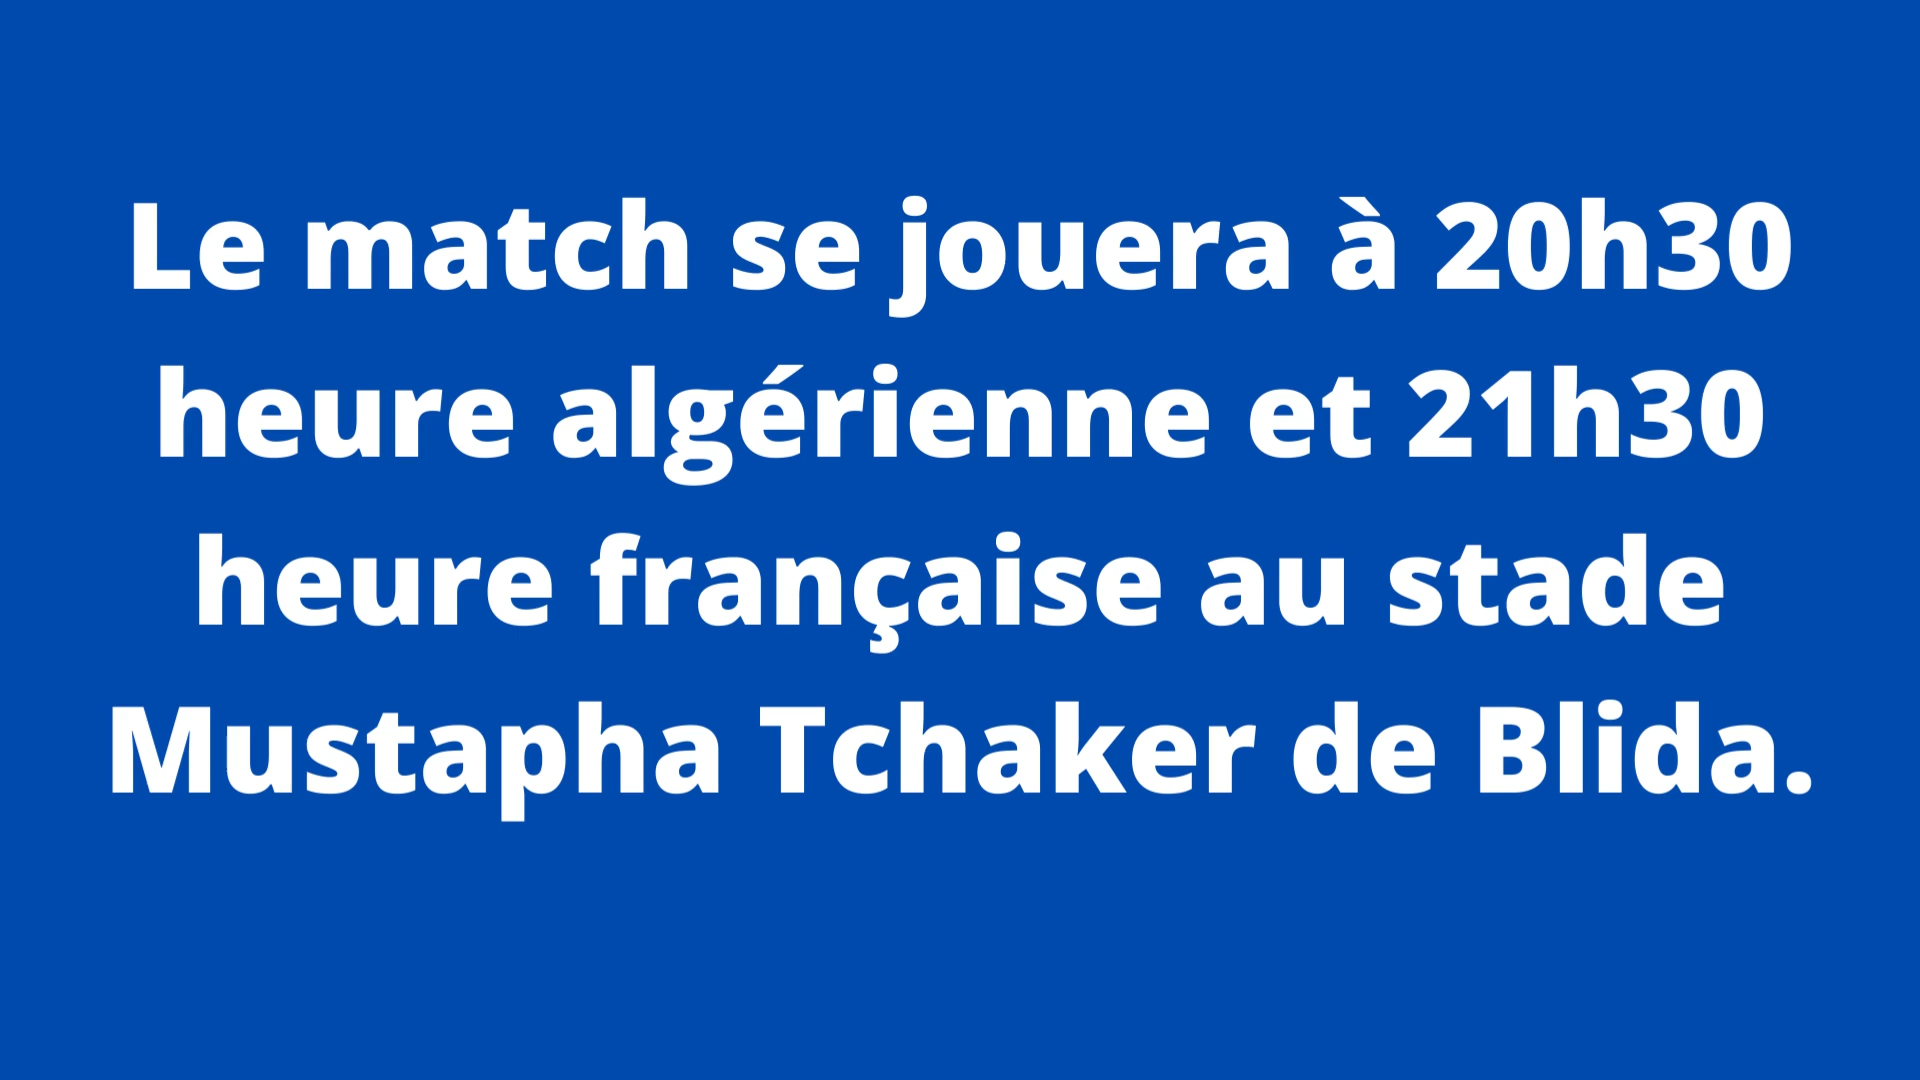 Le match se jouera à 20h30
heure algérienne et 21h30
heure française au stade
Mustapha Tchaker de Blida.